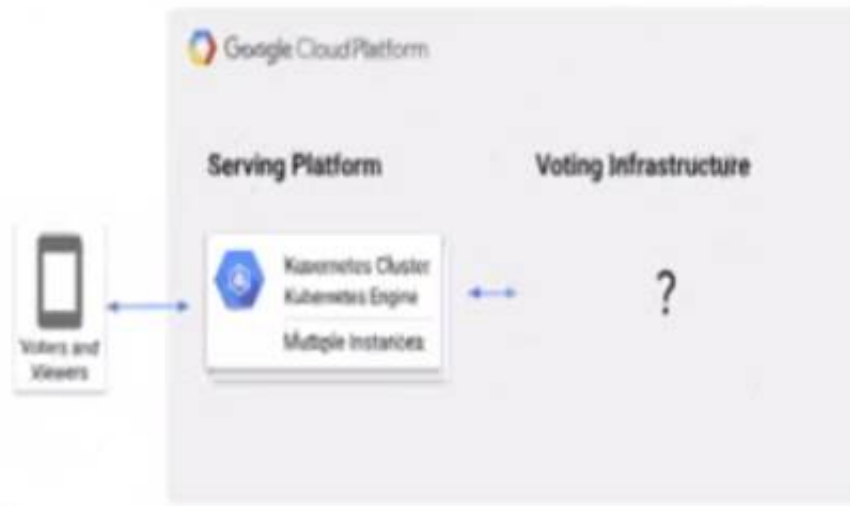 Google Cloud Platform
Serving Platform
Voting Infrastructure
Kubernetes Cluster
Kubernetes Engine
Multiple Instances
?
Voters and
Viewers